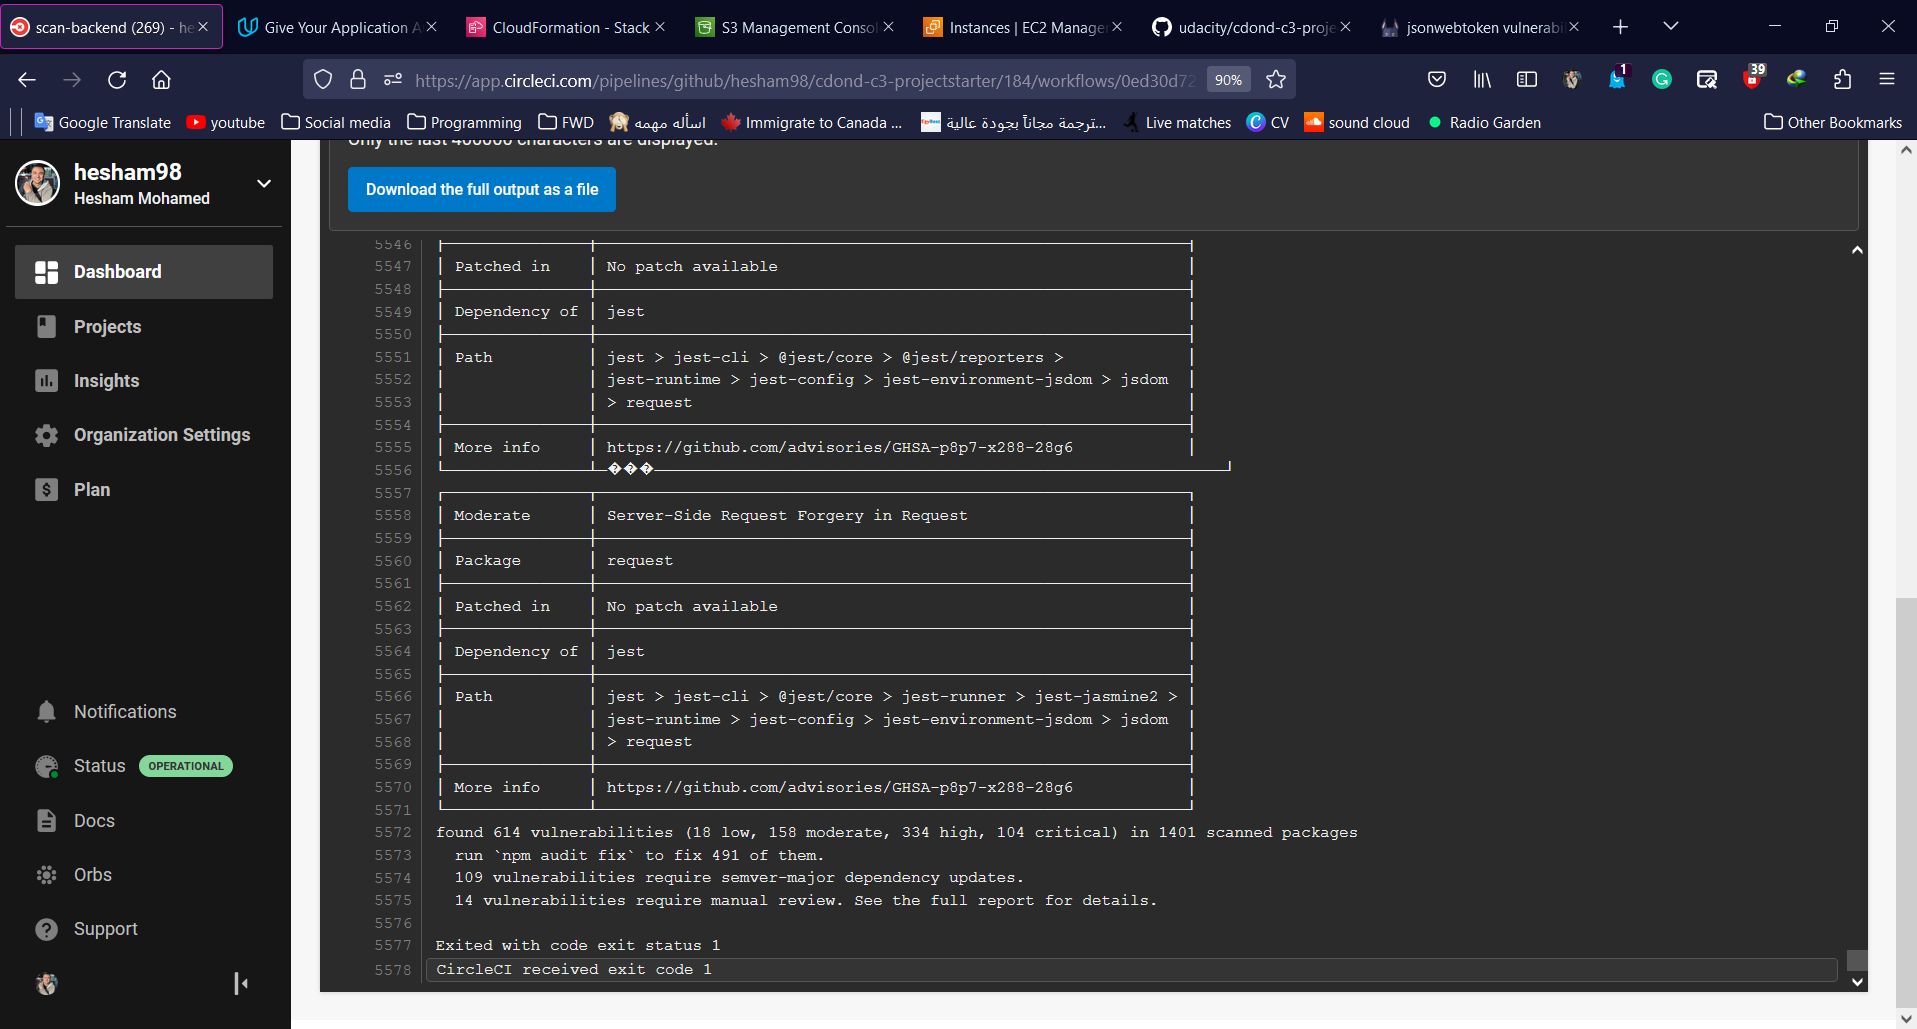 scan-backend (269) - he
Give Your Application A
CloudFormation - Stack
S3 Management Consol
Instances | EC2 Manage
udacity/cdond-c3-proje
jsonwebtoken vulnerabi
https://app.circleci.com/pipelines/github/hesham98/cdond-c3-projectstarter/184/workflows/0ed30d72
90%
1
39
Google Translate
youtube
Social media
Programming
FWD
اسأله مهمه
Immigrate to Canada ...
ترجمة مجاناً بجودة عالية...
Live matches
CV
sound cloud
Radio Garden
Other Bookmarks
hesham98
Hesham Mohamed
Dashboard
Projects
Insights
Organization Settings
Plan
Notifications
Status OPERATIONAL
Docs
Orbs
Support
Only the last 400000 characters are displayed.
Download the full output as a file
5546
5547 Patched in No patch available
5548
5549 Dependency of jest
5550
5551 Path jest > jest-cli > @jest/core > @jest/reporters >
5552 jest-runtime > jest-config > jest-environment-jsdom > jsdom
5553 > request
5554
5555 More info https://github.com/advisories/GHSA-p8p7-x288-28g6
5556 ���
5557
5558 Moderate Server-Side Request Forgery in Request
5559
5560 Package request
5561
5562 Patched in No patch available
5563
5564 Dependency of jest
5565
5566 Path jest > jest-cli > @jest/core > jest-runner > jest-jasmine2 >
5567 jest-runtime > jest-config > jest-environment-jsdom > jsdom
5568 > request
5569
5570 More info https://github.com/advisories/GHSA-p8p7-x288-28g6
5571
5572 found 614 vulnerabilities (18 low, 158 moderate, 334 high, 104 critical) in 1401 scanned packages
5573 run `npm audit fix` to fix 491 of them.
5574 109 vulnerabilities require semver-major dependency updates.
5575 14 vulnerabilities require manual review. See the full report for details.
5576
5577 Exited with code exit status 1
5578 CircleCI received exit code 1